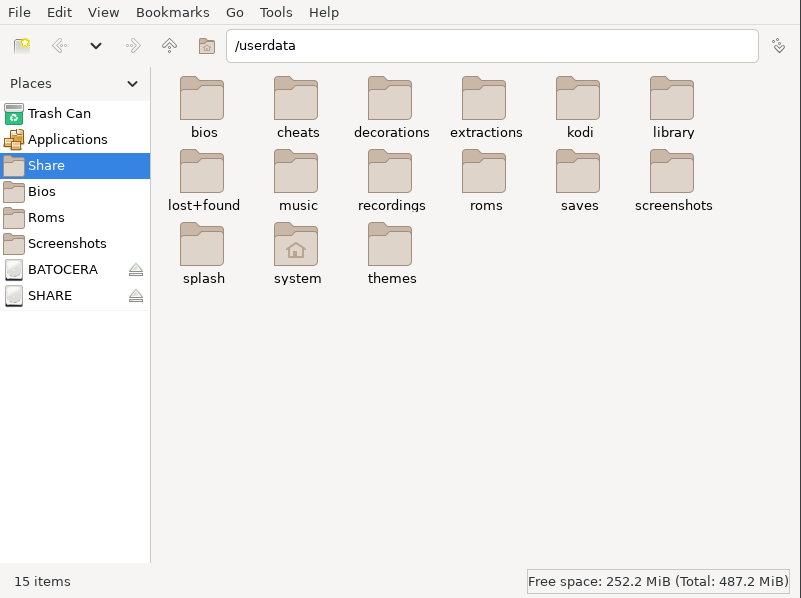 File Edit View Bookmarks Go Tools Help
/userdata
Places
Trash Can
Applications
Share
Bios
Roms
Screenshots
BATOCERA
SHARE
bios cheats decorations extractions kodi library
lost+found music recordings roms saves screenshots
splash system themes
15 items
Free space: 252.2 MiB (Total: 487.2 MiB)